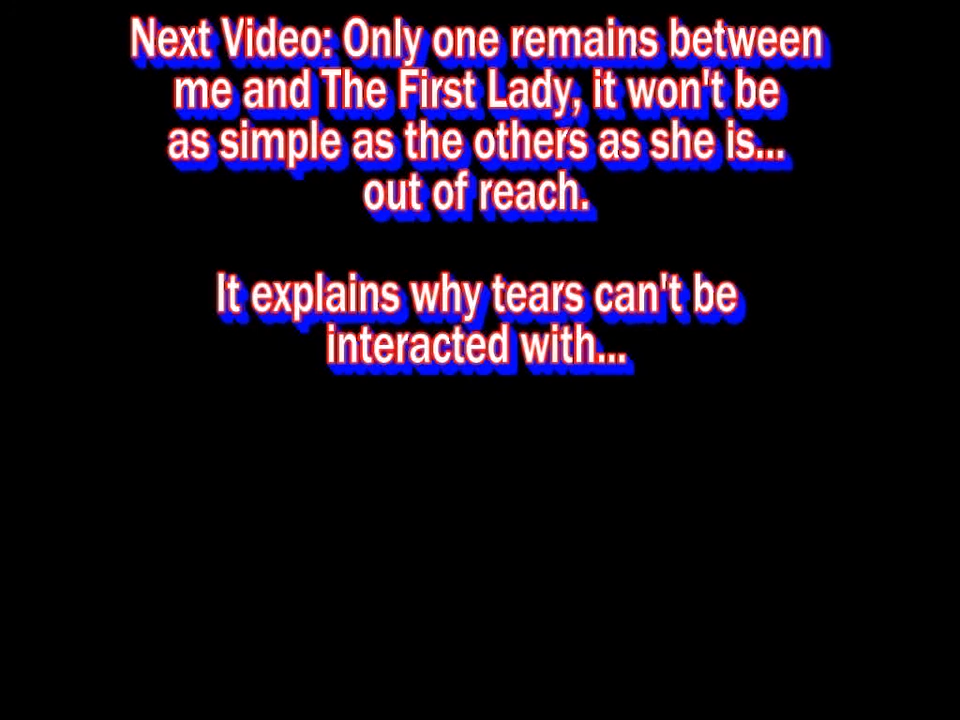 Next Video: Only one remains between
me and The First Lady, it won't be
as simple as the others as she is...
out of reach.
It explains why tears can't be
interacted with...